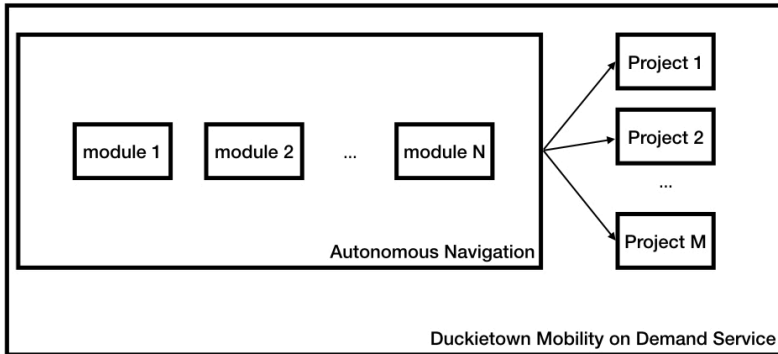 Project 1
module 1
module 2
...
module N
Project 2
...
Project M
Autonomous Navigation
Duckietown Mobility on Demand Service